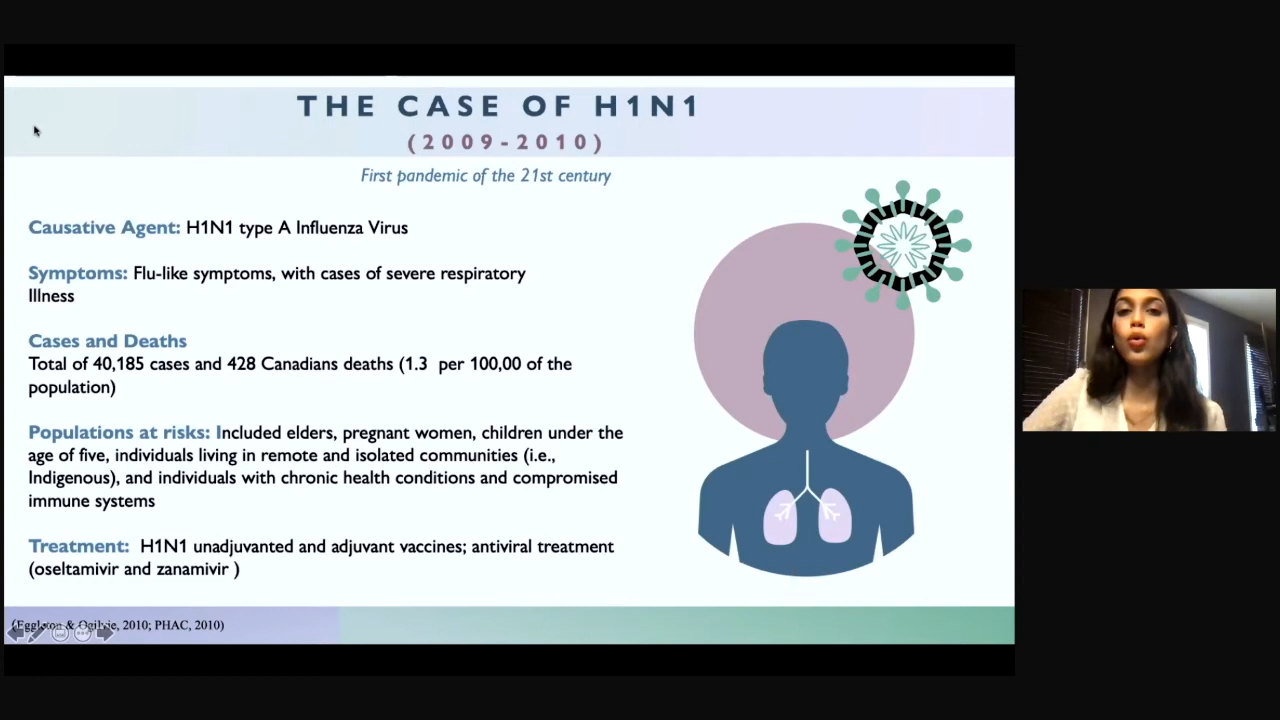 THE CASE OF H1N1
(2009-2010)
First pandemic of the 21st century
Causative Agent: H1N1 type A Influenza Virus
Symptoms: Flu-like symptoms, with cases of severe respiratory
Illness
Cases and Deaths
Total of 40,185 cases and 428 Canadians deaths (1.3 per 100,00 of the
population)
Populations at risks: Included elders, pregnant women, children under the
age of five, individuals living in remote and isolated communities (i.e.,
Indigenous), and individuals with chronic health conditions and compromised
immune systems
Treatment: H1N1 unadjuvanted and adjuvant vaccines; antiviral treatment
(oseltamivir and zanamivir )
(Eggleton & Ogilvie, 2010; PHAC, 2010)